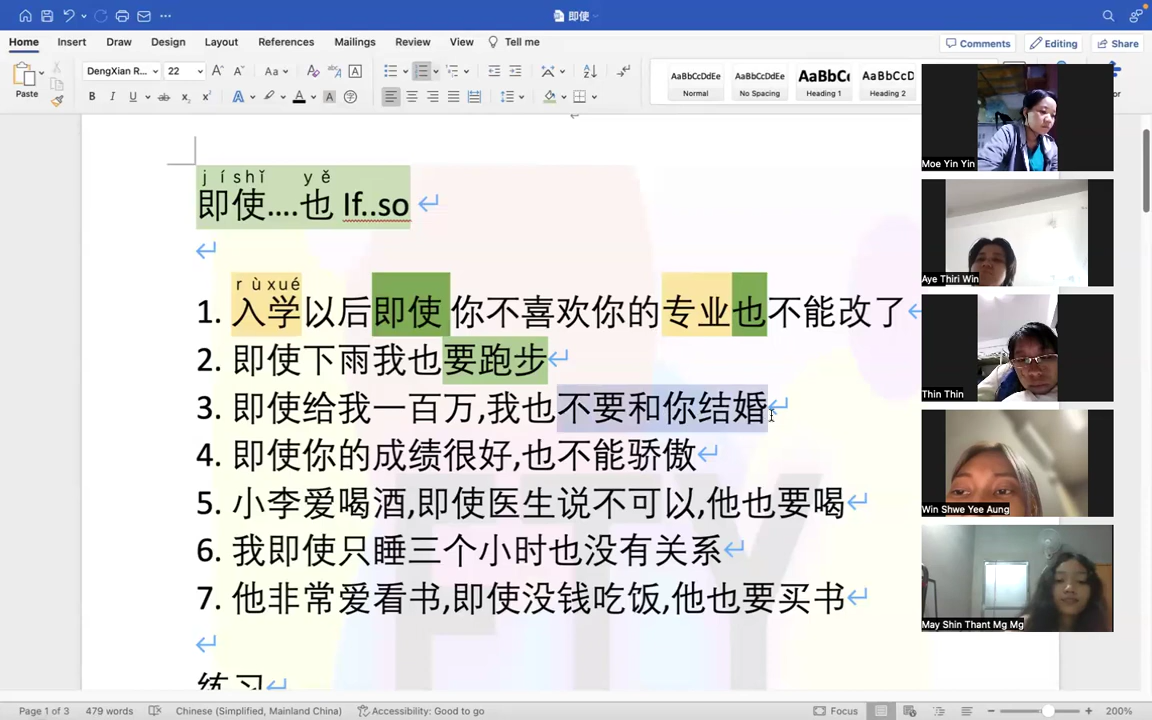 即使
Home Insert Draw Design Layout References Mailings Review View Tell me
Comments Editing Share
Paste
DengXian R... 22
AaBbCcDdEe AaBbCcDdEe AaBbCc AaBbCcD
Normal No Spacing Heading 1 Heading 2
jíshǐ yě
即使....也 If..so
rùxué
1. 入学以后即使 你不喜欢你的专业也不能改了
2. 即使下雨我也要跑步
3. 即使给我一百万,我也不要和你结婚
4. 即使你的成绩很好,也不能骄傲
5. 小李爱喝酒,即使医生说不可以,他也要喝
6. 我即使只睡三个小时也没有关系
7. 他非常爱看书,即使没钱吃饭,他也要买书
练习
FTY
Moe Yin Yin
Aye Thiri Win
Thin Thin
Win Shwe Yee Aung
May Shin Thant Mg Mg
Page 1 of 3 479 words Chinese (Simplified, Mainland China) Accessibility: Good to go Focus 200%